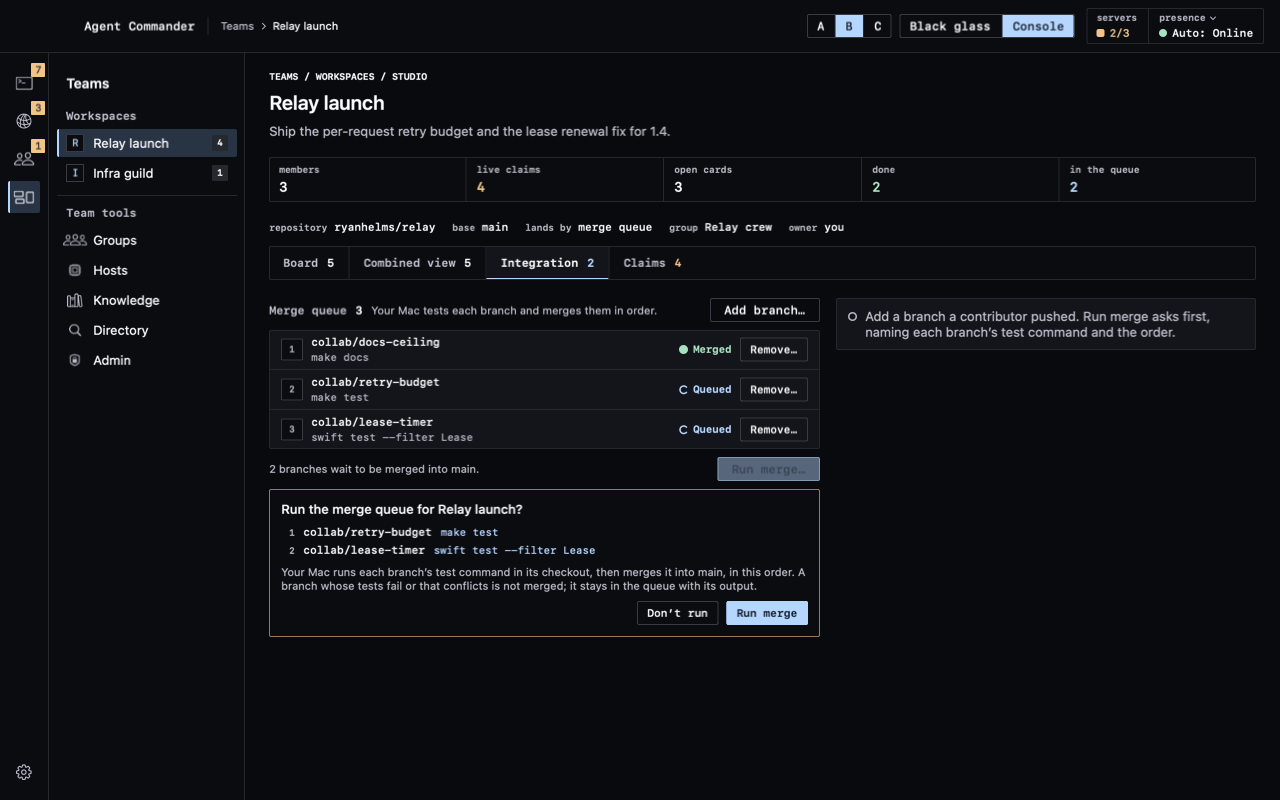 Agent Commander
Teams > Relay launch
A B C
Black glass Console
servers
2/3
presence
Auto: Online
7
3
1
Teams
Workspaces
R Relay launch 4
I Infra guild 1
Team tools
Groups
Hosts
Knowledge
Directory
Admin
TEAMS / WORKSPACES / STUDIO
Relay launch
Ship the per-request retry budget and the lease renewal fix for 1.4.
members
3
live claims
4
open cards
3
done
2
in the queue
2
repository ryanhelms/relay base main lands by merge queue group Relay crew owner you
Board 5 Combined view 5 Integration 2 Claims 4
Merge queue 3 Your Mac tests each branch and merges them in order. Add branch…
1 collab/docs-ceiling
make docs
Merged Remove…
2 collab/retry-budget
make test
Queued Remove…
3 collab/lease-timer
swift test --filter Lease
Queued Remove…
2 branches wait to be merged into main. Run merge…
Run the merge queue for Relay launch?
1 collab/retry-budget make test
2 collab/lease-timer swift test --filter Lease
Your Mac runs each branch’s test command in its checkout, then merges it into main, in this order. A
branch whose tests fail or that conflicts is not merged; it stays in the queue with its output.
Don’t run Run merge
Add a branch a contributor pushed. Run merge asks first,
naming each branch’s test command and the order.